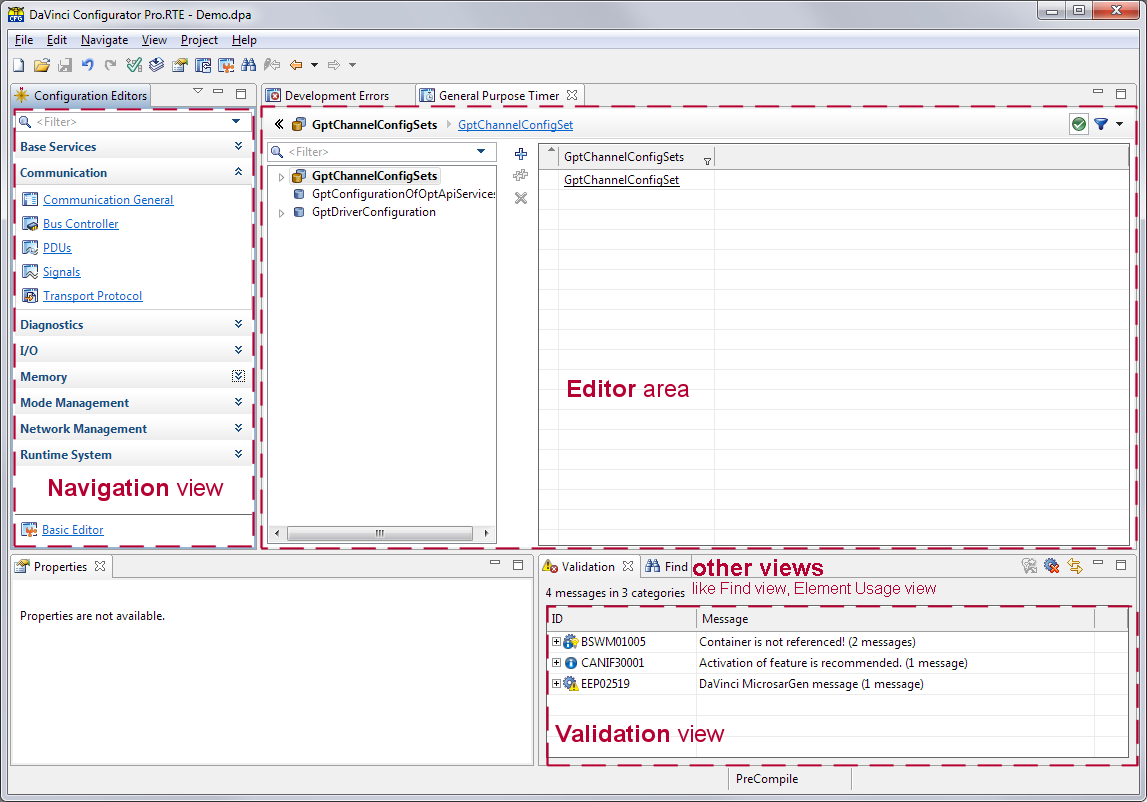 DaVinci Configurator Pro.RTE - Demo.dpa
File Edit Navigate View Project Help
Configuration Editors
<Filter>
Base Services
Communication
Communication General
Bus Controller
PDUs
Signals
Transport Protocol
Diagnostics
I/O
Memory
Mode Management
Network Management
Runtime System
Navigation view
Basic Editor
Development Errors
General Purpose Timer
GptChannelConfigSets
GptChannelConfigSet
<Filter>
GptChannelConfigSets
GptConfigurationOfOptApiServices
GptDriverConfiguration
GptChannelConfigSets
GptChannelConfigSet
Editor area
Properties
Properties are not available.
Validation
Find
other views
like Find view, Element Usage view
4 messages in 3 categories
ID Message
BSWM01005 Container is not referenced! (2 messages)
CANIF30001 Activation of feature is recommended. (1 message)
EEP02519 DaVinci MicrosarGen message (1 message)
Validation view
PreCompile